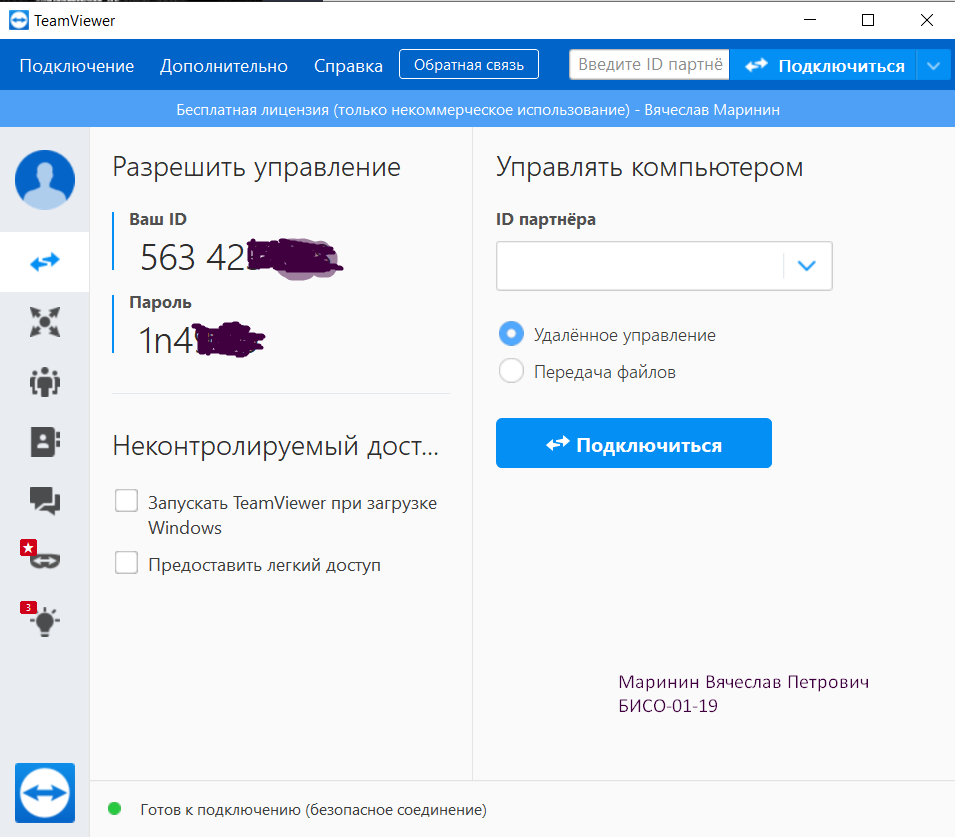 TeamViewer
Подключение Дополнительно Справка Обратная связь Введите ID партнё Подключиться
Бесплатная лицензия (только некоммерческое использование) - Вячеслав Маринин
Разрешить управление
Ваш ID
563 42
Пароль
1n4
Неконтролируемый дост...
Запускать TeamViewer при загрузке
Windows
Предоставить легкий доступ
Управлять компьютером
ID партнёра
Удалённое управление
Передача файлов
Подключиться
3
Маринин Вячеслав Петрович
БИСО-01-19
Готов к подключению (безопасное соединение)